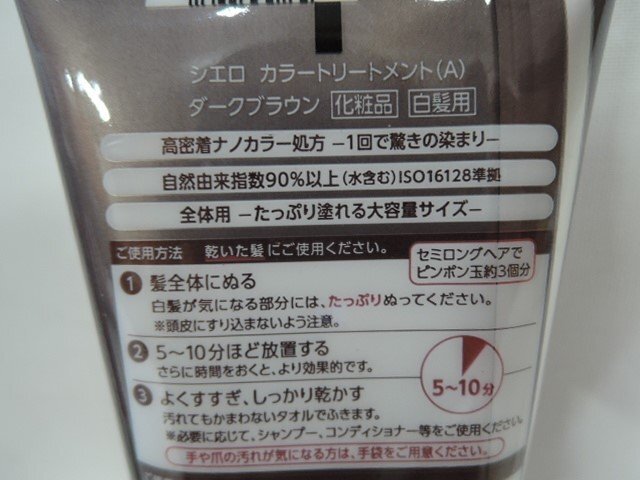 シエロ カラートリートメント(A)
ダークブラウン 化粧品 白髪用
高密着ナノカラー処方 −1回で驚きの染まり−
自然由来指数90%以上(水含む)ISO16128準拠
全体用 −たっぷり塗れる大容量サイズ−
ご使用方法 乾いた髪にご使用ください。
セミロングヘアで
ピンポン玉約3個分
1 髪全体にぬる
白髪が気になる部分には、たっぷりぬってください。
※頭皮にすり込まないよう注意。
2 5〜10分ほど放置する
さらに時間をおくと、より効果的です。
5〜10分
3 よくすすぎ、しっかり乾かす
汚れてもかまわないタオルでふきます。
※必要に応じて、シャンプー、コンディショナー等をご使用ください。
手や爪の汚れが気になる方は、手袋をご用意ください。